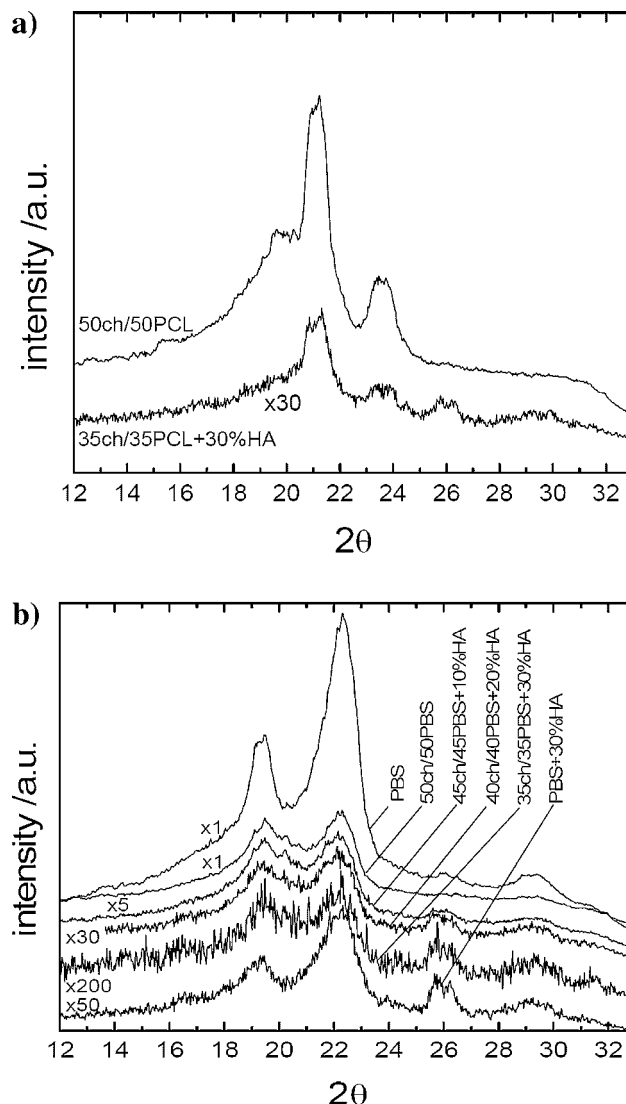 a)
intensity /a.u.
50ch/50PCL
x30
35ch/35PCL+30%HA
12 14 16 18 20 22 24 26 28 30 32
2θ
b)
intensity /a.u.
PBS
50ch/50PBS
45ch/45PBS+10%HA
40ch/40PBS+20%HA
35ch/35PBS+30%HA
PBS+30%HA
x1
x1
x5
x30
x200
x50
12 14 16 18 20 22 24 26 28 30 32
2θ